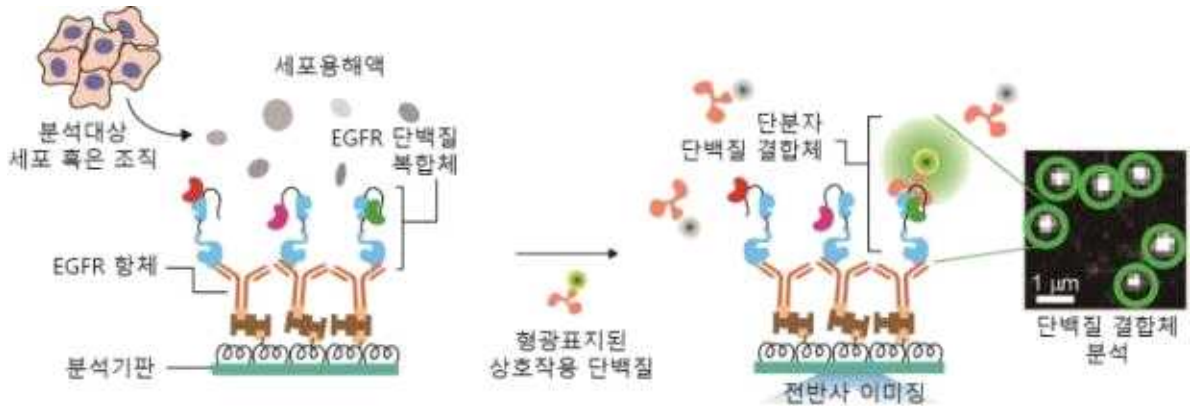 세포용해액
분석대상
세포 혹은 조직
EGFR 단백질
복합체
EGFR 항체
분석기판
형광표지된
상호작용 단백질
단분자
단백질 결합체
전반사 이미징
1 μm
단백질 결합체
분석